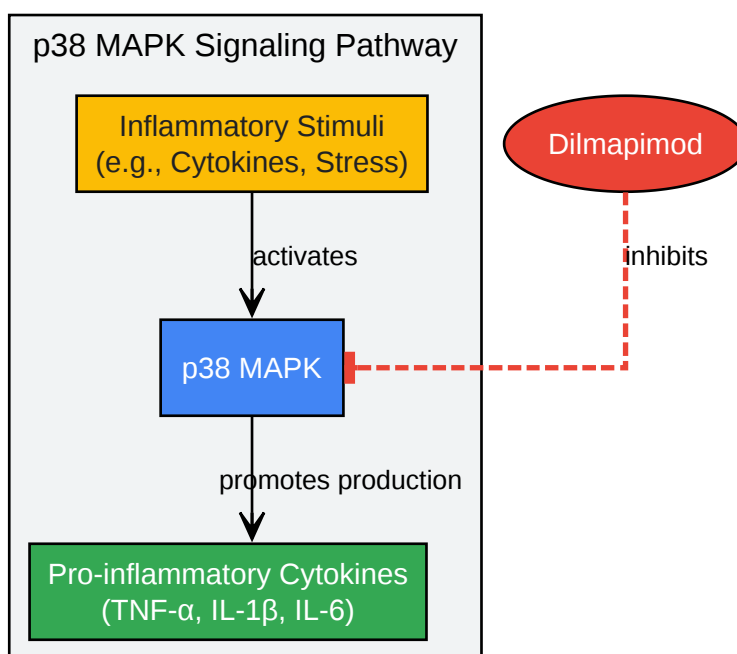 p38 MAPK Signaling Pathway
Inflammatory Stimuli
(e.g., Cytokines, Stress)
Dilmapimod
activates
inhibits
p38 MAPK
promotes production
Pro-inflammatory Cytokines
(TNF-α, IL-1β, IL-6)